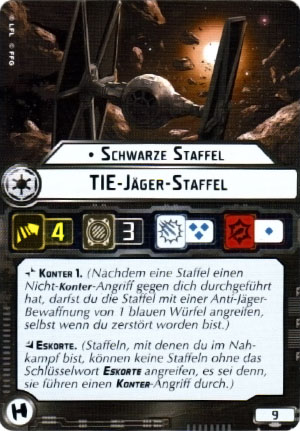 © LFL © FFG
• Schwarze Staffel
TIE-Jäger-Staffel
4
3
Konter 1. (Nachdem eine Staffel einen
Nicht-Konter-Angriff gegen dich durchgeführt
hat, darfst du die Staffel mit einer Anti-Jäger-
Bewaffnung von 1 blauen Würfel angreifen,
selbst wenn du zerstört worden bist.)
Eskorte. (Staffeln, mit denen du im Nah-
kampf bist, können keine Staffeln ohne das
Schlüsselwort Eskorte angreifen, es sei denn,
sie führen einen Konter-Angriff durch.)
9